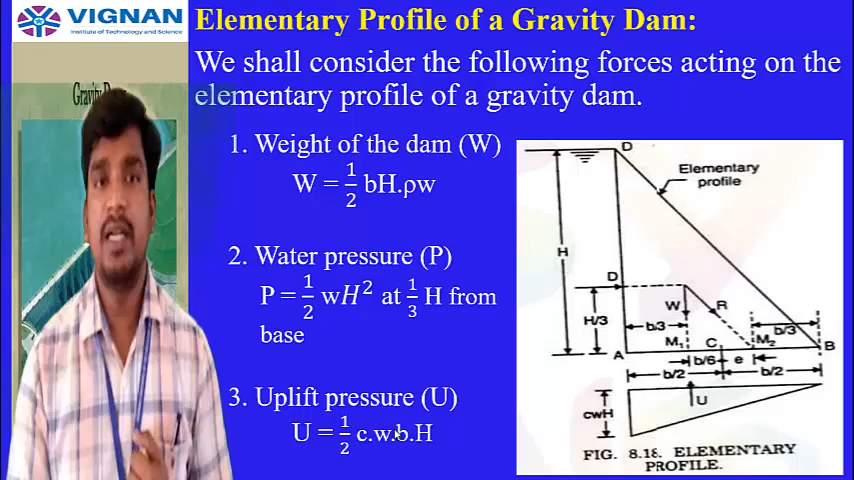 VIGNAN
Institute of Technology and Science
Elementary Profile of a Gravity Dam:
We shall consider the following forces acting on the
elementary profile of a gravity dam.
1. Weight of the dam (W)
W = 1/2 bH.ρw
2. Water pressure (P)
P = 1/2 wH² at 1/3 H from
base
3. Uplift pressure (U)
U = 1/2 c.w.b.H
Gravity
D
Elementary
profile
H
D
W
R
H/3
b/3
b/3
M₁
C
M₂
A
B
b/6
e
b/2
b/2
cwH
U
FIG. 8.18. ELEMENTARY
PROFILE.